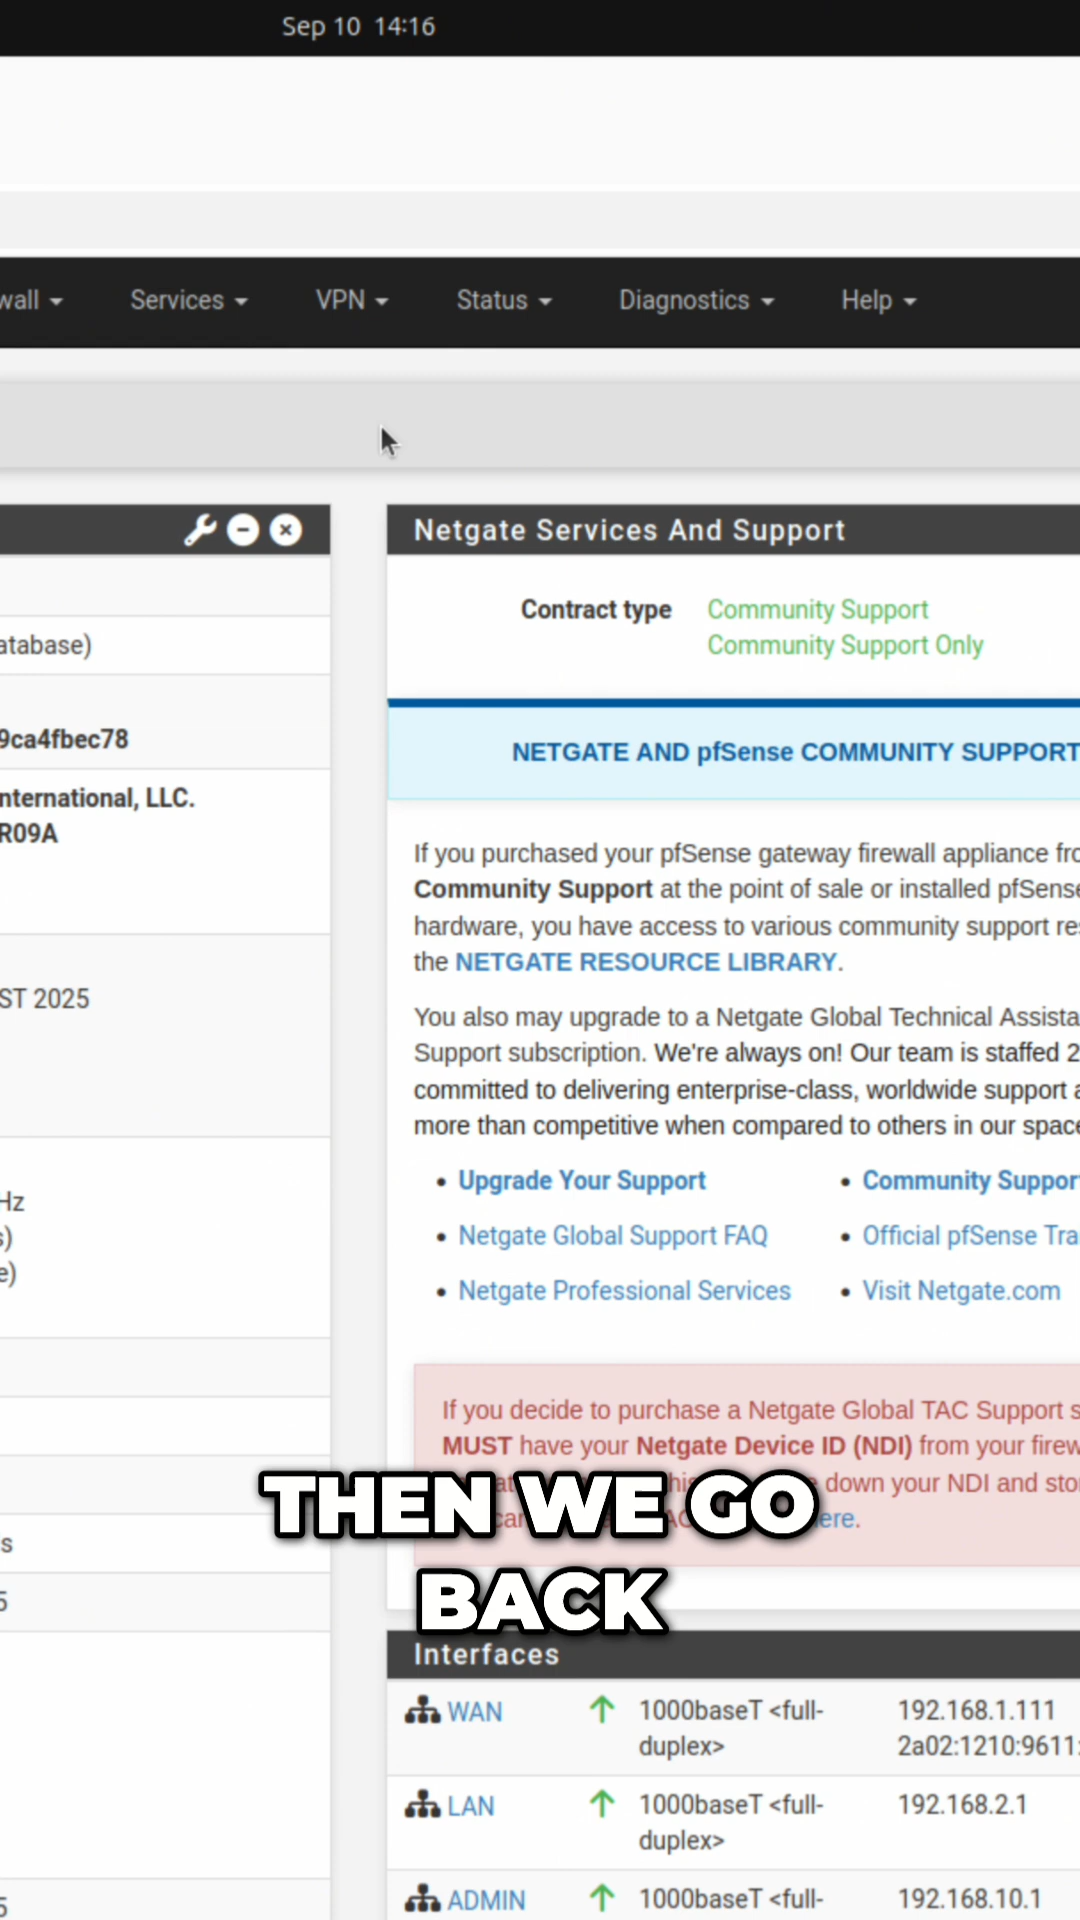 Sep 10 14:16
wall Services VPN Status Diagnostics Help
atabase)
9ca4fbec78
nternational, LLC.
R09A
ST 2025
Hz
s)
e)
s
5
5
Netgate Services And Support
Contract type Community Support
Community Support Only
NETGATE AND pfSense COMMUNITY SUPPORT
If you purchased your pfSense gateway firewall appliance fro
Community Support at the point of sale or installed pfSense
hardware, you have access to various community support res
the NETGATE RESOURCE LIBRARY.
You also may upgrade to a Netgate Global Technical Assista
Support subscription. We're always on! Our team is staffed 2
committed to delivering enterprise-class, worldwide support a
more than competitive when compared to others in our space
• Upgrade Your Support • Community Suppor
• Netgate Global Support FAQ • Official pfSense Tra
• Netgate Professional Services • Visit Netgate.com
If you decide to purchase a Netgate Global TAC Support s
MUST have your Netgate Device ID (NDI) from your firew
down your NDI and sto
ere.
THEN WE GO
BACK
Interfaces
WAN 1000baseT <full-
duplex> 192.168.1.111
2a02:1210:9611:
LAN 1000baseT <full-
duplex> 192.168.2.1
ADMIN 1000baseT <full- 192.168.10.1